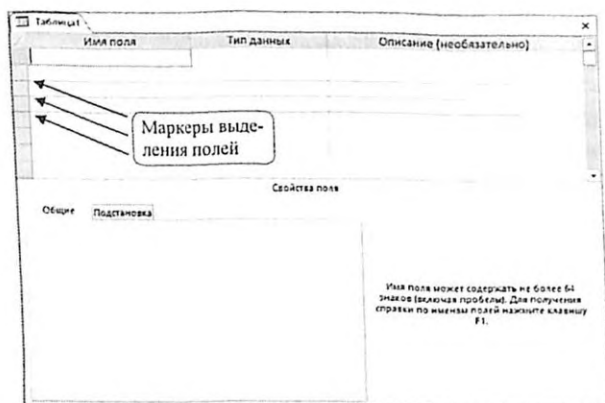 Таблица1
Имя поля Тип данных Описание (необязательно)
Маркеры выде-
ления полей
Свойства поля
Общие Подстановка
Имя поля может содержать не более 64
знаков (включая пробелы). Для получения
справки по именам полей нажмите клавишу
F1.